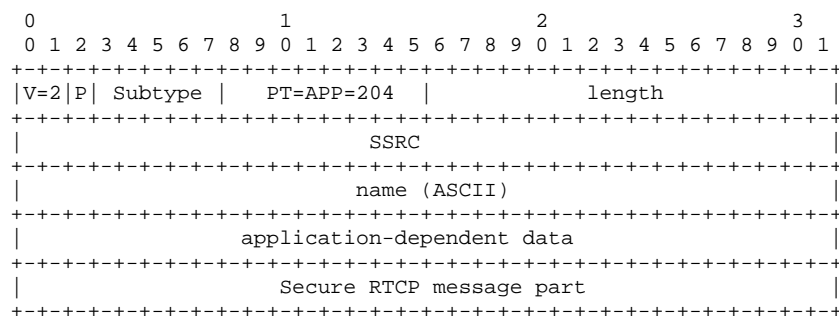 0                   1                   2                   3
 0 1 2 3 4 5 6 7 8 9 0 1 2 3 4 5 6 7 8 9 0 1 2 3 4 5 6 7 8 9 0 1
+-+-+-+-+-+-+-+-+-+-+-+-+-+-+-+-+-+-+-+-+-+-+-+-+-+-+-+-+-+-+-+-+
|V=2|P| Subtype |   PT=APP=204  |            length             |
+-+-+-+-+-+-+-+-+-+-+-+-+-+-+-+-+-+-+-+-+-+-+-+-+-+-+-+-+-+-+-+-+
|                           SSRC                                |
+-+-+-+-+-+-+-+-+-+-+-+-+-+-+-+-+-+-+-+-+-+-+-+-+-+-+-+-+-+-+-+-+
|                          name (ASCII)                         |
+-+-+-+-+-+-+-+-+-+-+-+-+-+-+-+-+-+-+-+-+-+-+-+-+-+-+-+-+-+-+-+-+
|                 application-dependent data                    |
+-+-+-+-+-+-+-+-+-+-+-+-+-+-+-+-+-+-+-+-+-+-+-+-+-+-+-+-+-+-+-+-+
|                    Secure RTCP message part                   |
+-+-+-+-+-+-+-+-+-+-+-+-+-+-+-+-+-+-+-+-+-+-+-+-+-+-+-+-+-+-+-+-+